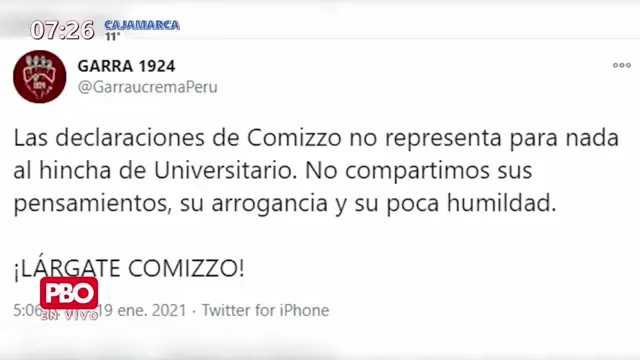 07:26 CAJAMARCA
11°
GARRA 1924
@GarraucremaPeru
Las declaraciones de Comizzo no representa para nada
al hincha de Universitario. No compartimos sus
pensamientos, su arrogancia y su poca humildad.
¡LÁRGATE COMIZZO!
PBO
EN VIVO
5:06 19 ene. 2021 · Twitter for iPhone